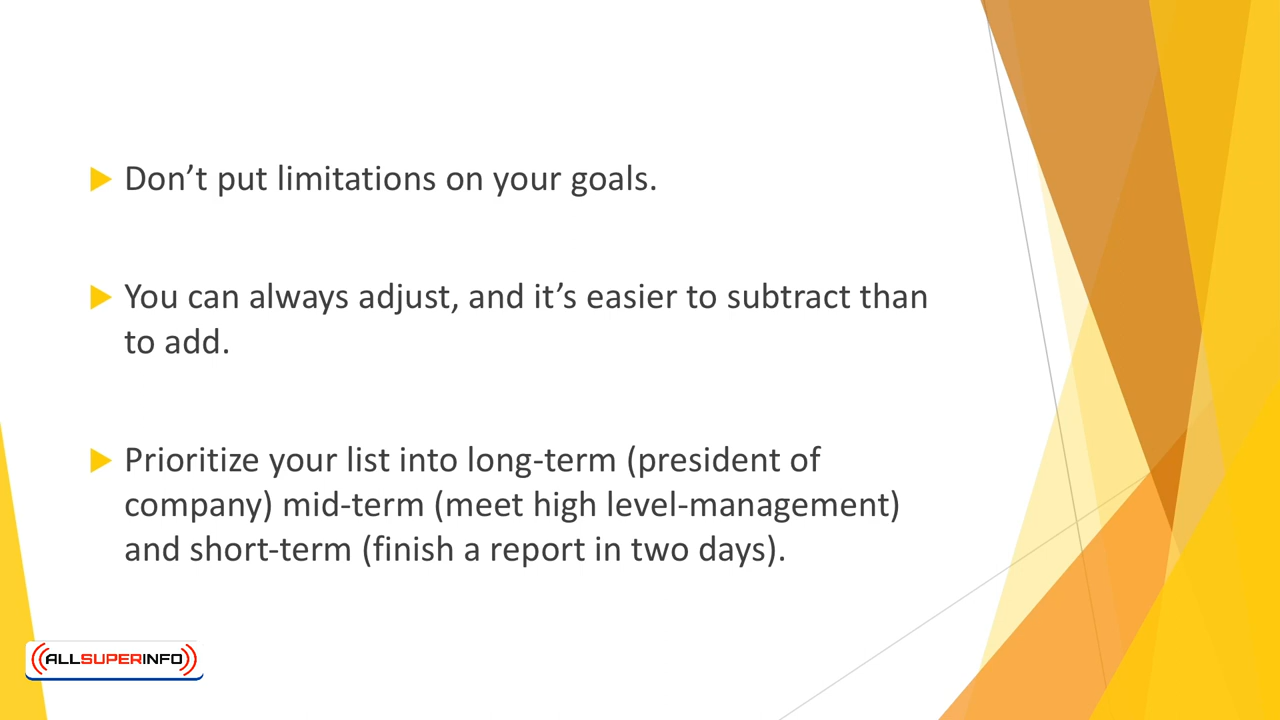 Don’t put limitations on your goals.
You can always adjust, and it’s easier to subtract than
to add.
Prioritize your list into long-term (president of
company) mid-term (meet high level-management)
and short-term (finish a report in two days).
ALLSUPERINFO